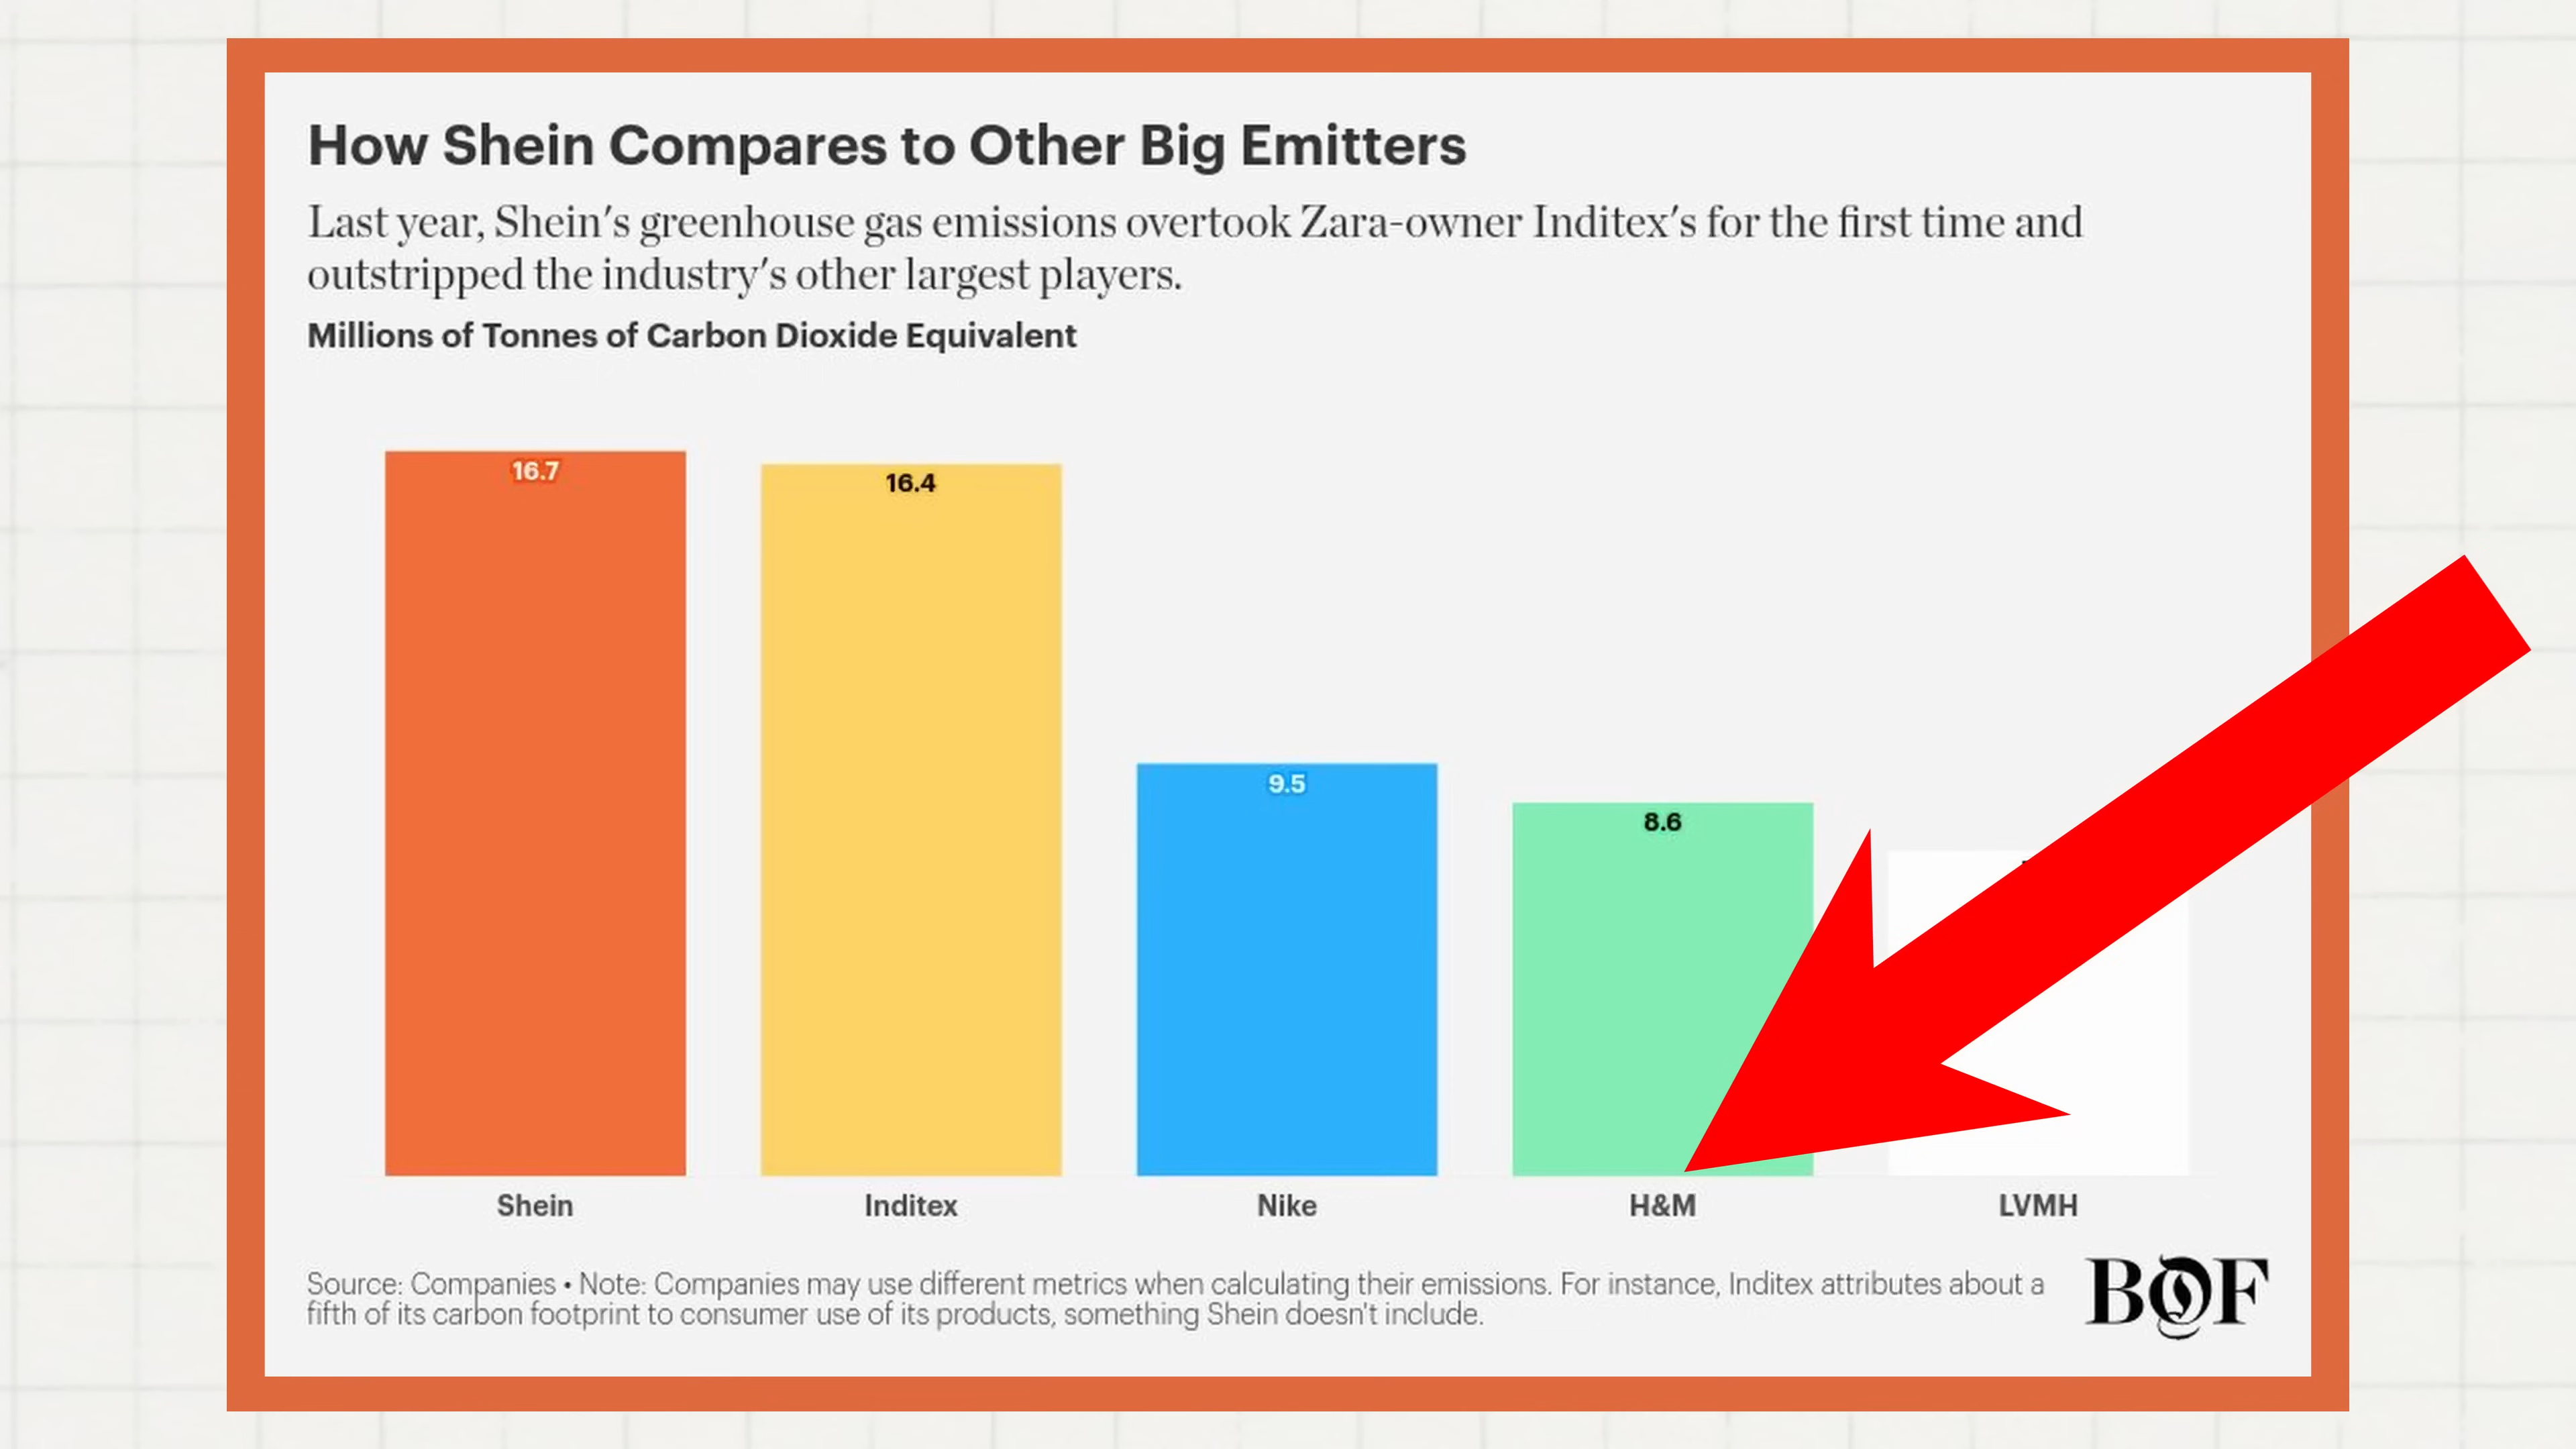 How Shein Compares to Other Big Emitters
Last year, Shein's greenhouse gas emissions overtook Zara-owner Inditex's for the first time and
outstripped the industry's other largest players.
Millions of Tonnes of Carbon Dioxide Equivalent
16.7
16.4
9.5
8.6
Shein
Inditex
Nike
H&M
LVMH
Source: Companies • Note: Companies may use different metrics when calculating their emissions. For instance, Inditex attributes about a
fifth of its carbon footprint to consumer use of its products, something Shein doesn't include.
BOF